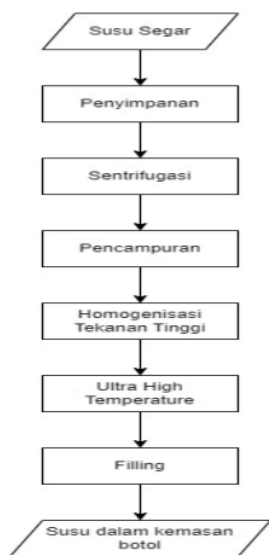 Susu Segar
Penyimpanan
Sentrifugasi
Pencampuran
Homogenisasi
Tekanan Tinggi
Ultra High
Temperature
Filling
Susu dalam kemasan
botol